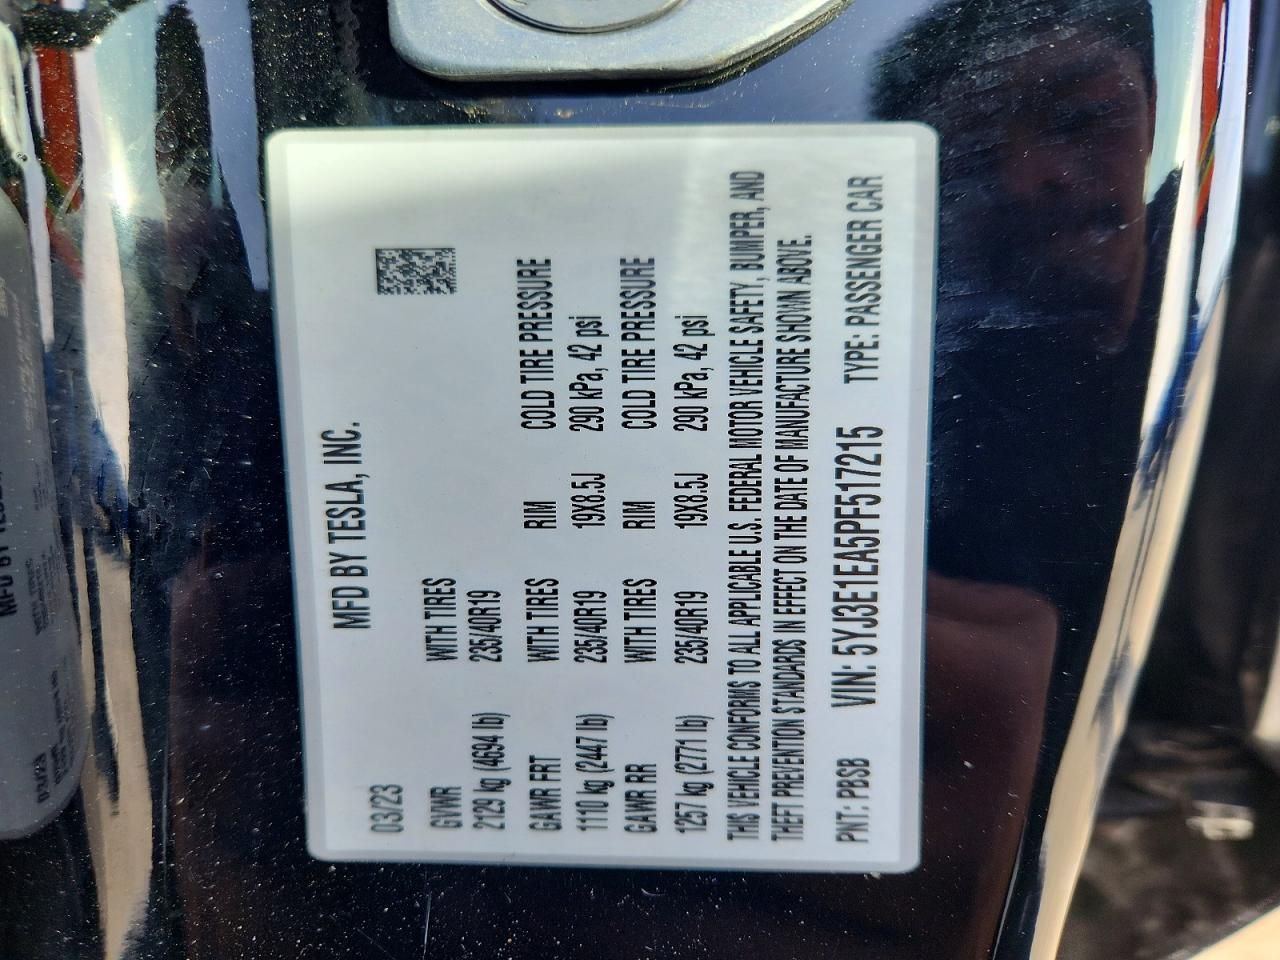 MFD BY TESLA, INC.
03/23
GVWR WITH TIRES
2129 kg (4694 lb) 235/40R19
GAWR FRT WITH TIRES RIM COLD TIRE PRESSURE
1110 kg (2447 lb) 235/40R19 19X8.5J 290 kPa, 42 psi
GAWR RR WITH TIRES RIM COLD TIRE PRESSURE
1257 kg (2771 lb) 235/40R19 19X8.5J 290 kPa, 42 psi
THIS VEHICLE CONFORMS TO ALL APPLICABLE U.S. FEDERAL MOTOR VEHICLE SAFETY, BUMPER, AND
THEFT PREVENTION STANDARDS IN EFFECT ON THE DATE OF MANUFACTURE SHOWN ABOVE.
PNT: PBSB VIN: 5YJ3E1EA5PF517215 TYPE: PASSENGER CAR
MFD BY
03/23